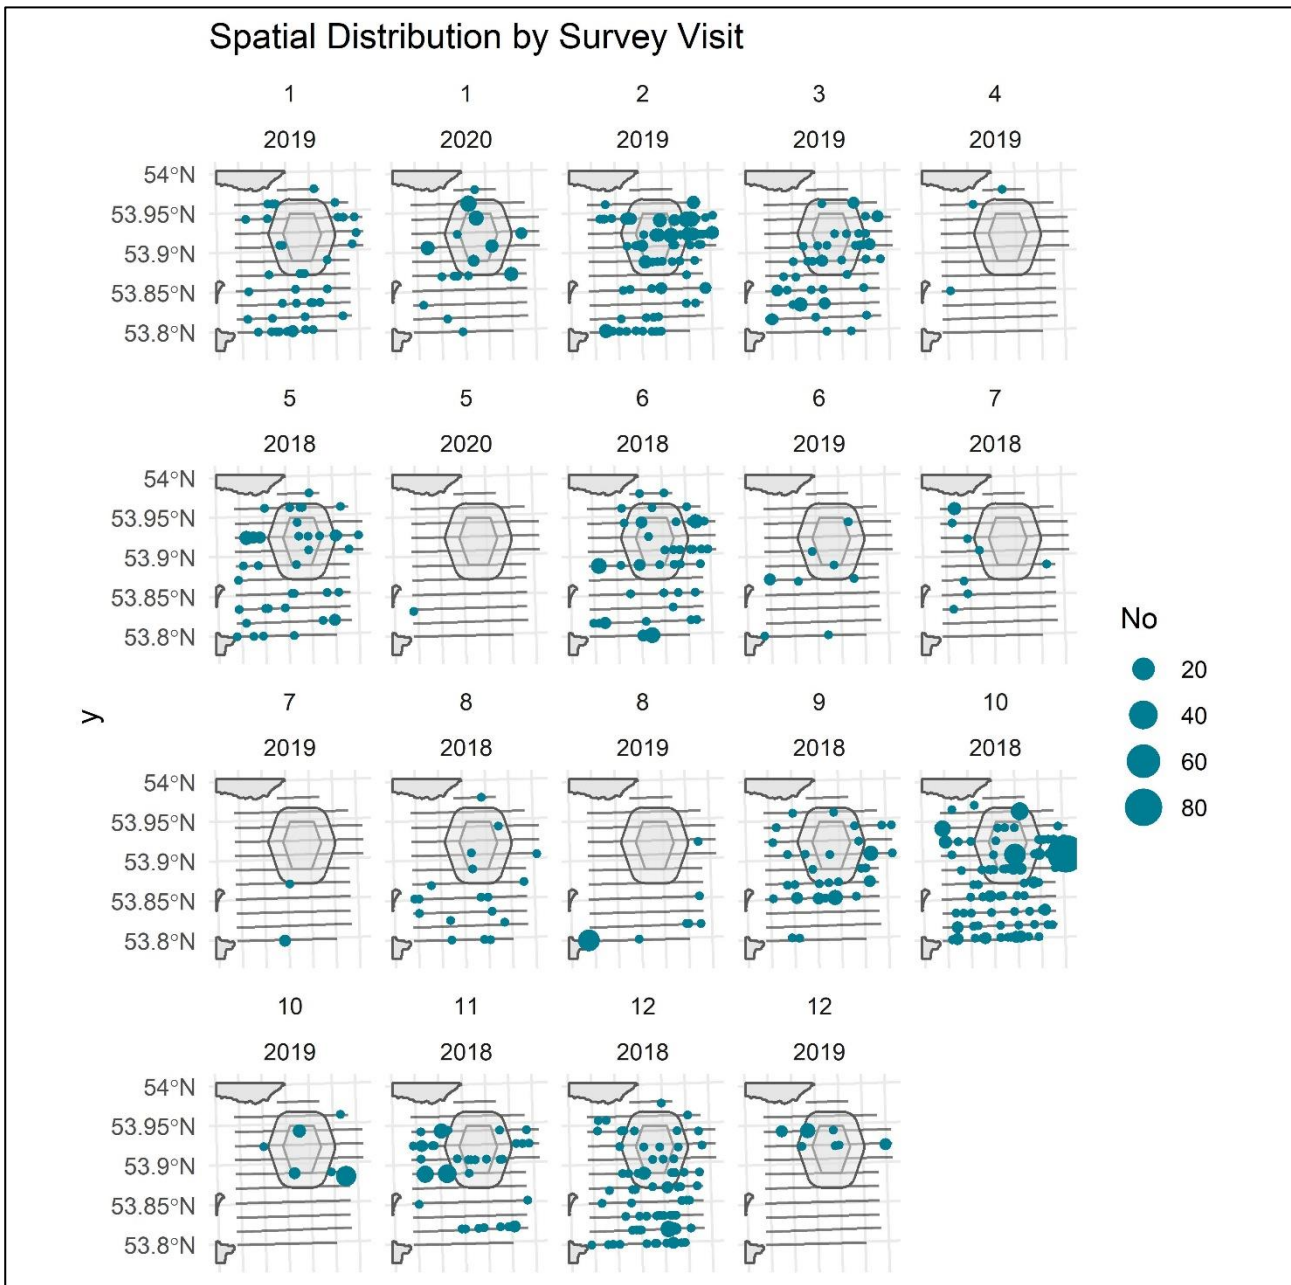 Spatial Distribution by Survey Visit
1 1 2 3 4
2019 2020 2019 2019 2019
54°N
53.95°N
53.9°N
53.85°N
53.8°N
5 5 6 6 7
2018 2020 2018 2019 2018
54°N
53.95°N
53.9°N
53.85°N
53.8°N
No
20
40
60
80
y
7 8 8 9 10
2019 2018 2019 2018 2018
54°N
53.95°N
53.9°N
53.85°N
53.8°N
10 11 12 12
2019 2018 2018 2019
54°N
53.95°N
53.9°N
53.85°N
53.8°N